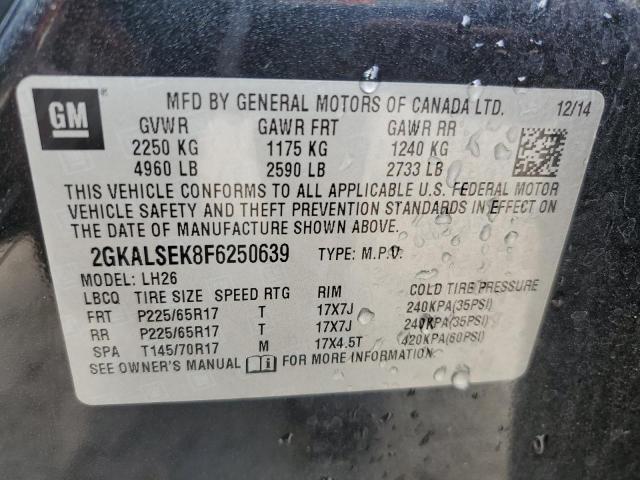 GM®
MFD BY GENERAL MOTORS OF CANADA LTD. 12/14
GVWR GAWR FRT GAWR RR
2250 KG 1175 KG 1240 KG
4960 LB 2590 LB 2733 LB
THIS VEHICLE CONFORMS TO ALL APPLICABLE U.S. FEDERAL MOTOR
VEHICLE SAFETY AND THEFT PREVENTION STANDARDS IN EFFECT ON
THE DATE OF MANUFACTURE SHOWN ABOVE.
2GKALSEK8F6250639 TYPE: M.P.V.
MODEL: LH26
LBCQ TIRE SIZE SPEED RTG RIM COLD TIRE PRESSURE
FRT P225/65R17 T 17X7J 240KPA(35PSI)
RR P225/65R17 T 17X7J 240KPA(35PSI)
SPA T145/70R17 M 17X4.5T 420KPA(60PSI)
SEE OWNER'S MANUAL FOR MORE INFORMATION.